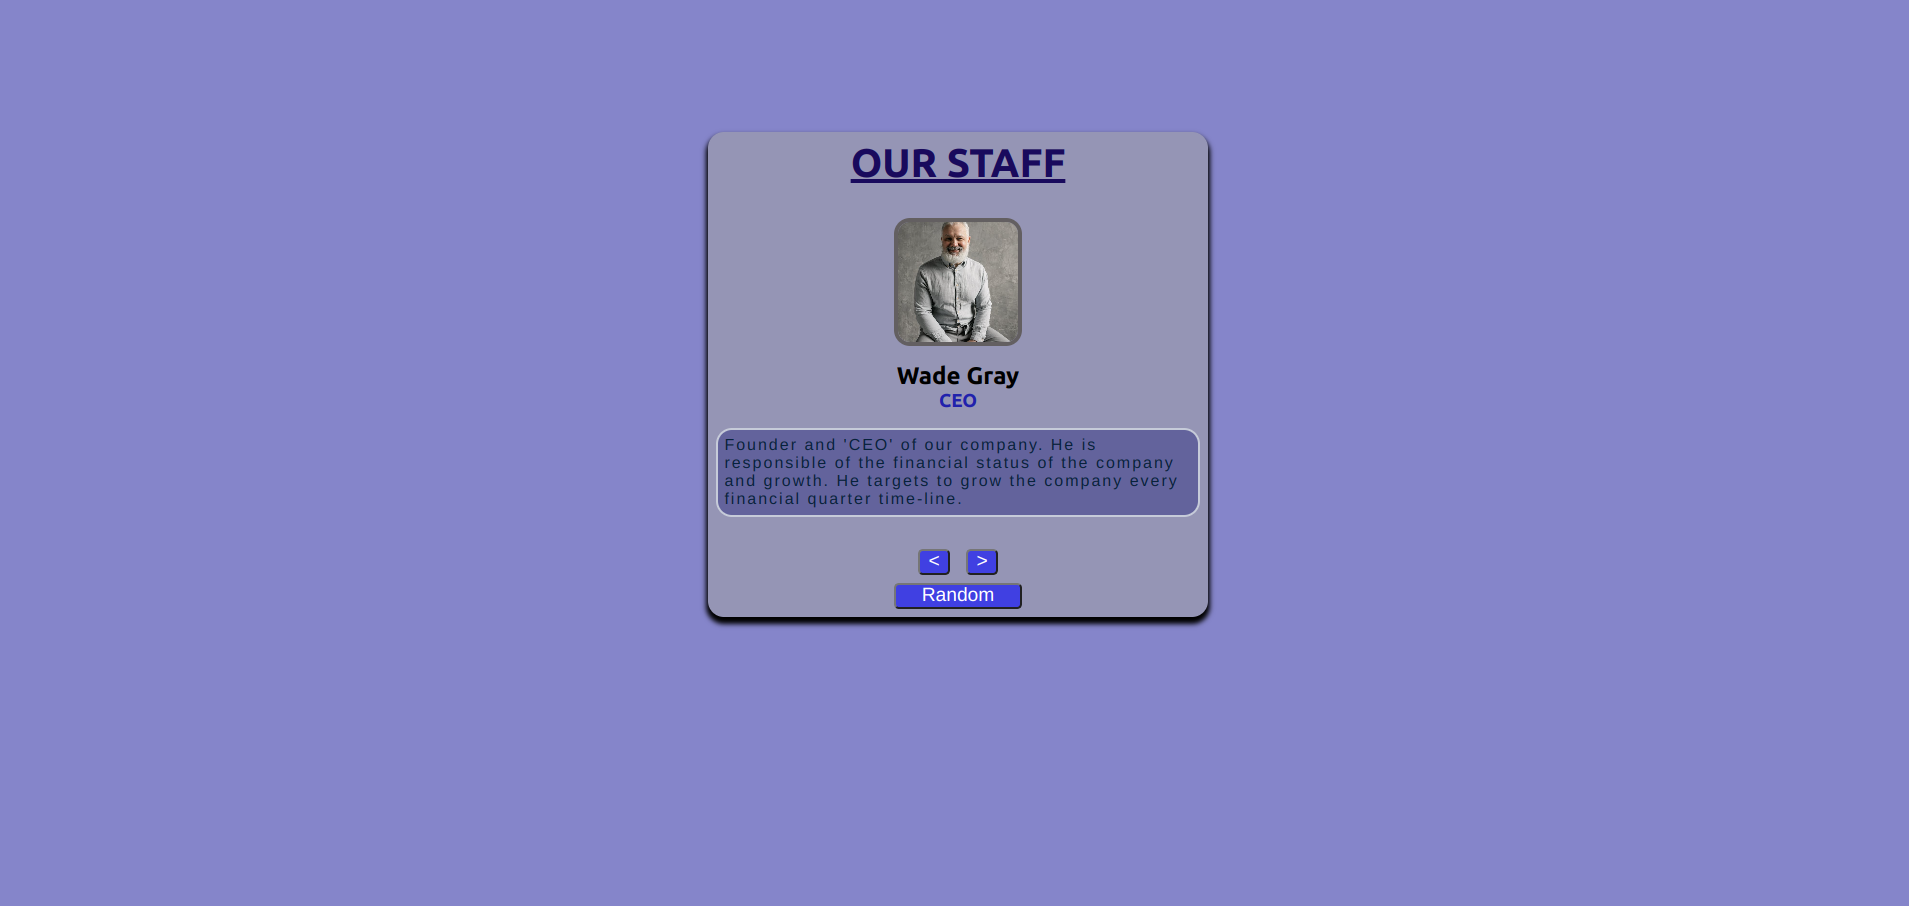 OUR STAFF
Wade Gray
CEO
Founder and 'CEO' of our company. He is
responsible of the financial status of the company
and growth. He targets to grow the company every
financial quarter time-line.
< >
Random